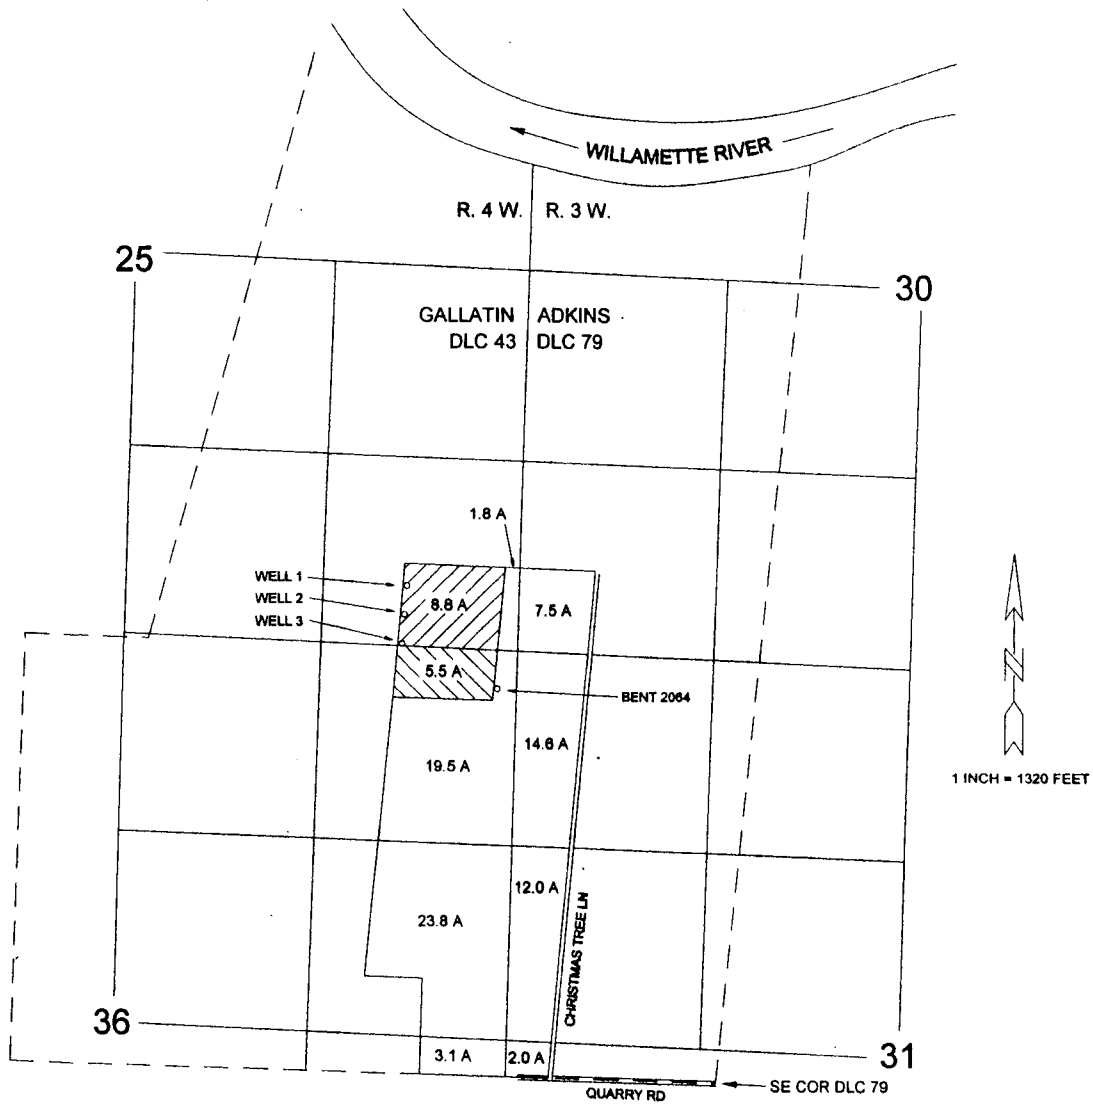 WILLAMETTE RIVER
R. 4 W. R. 3 W.
25
30
GALLATIN ADKINS
DLC 43 DLC 79
1.8 A
WELL 1
WELL 2
WELL 3
8.8 A
7.5 A
5.5 A
BENT 2064
14.6 A
19.5 A
N
1 INCH = 1320 FEET
12.0 A
23.8 A
CHRISTMAS TREE LN
36
31
3.1 A
2.0 A
SE COR DLC 79
QUARRY RD